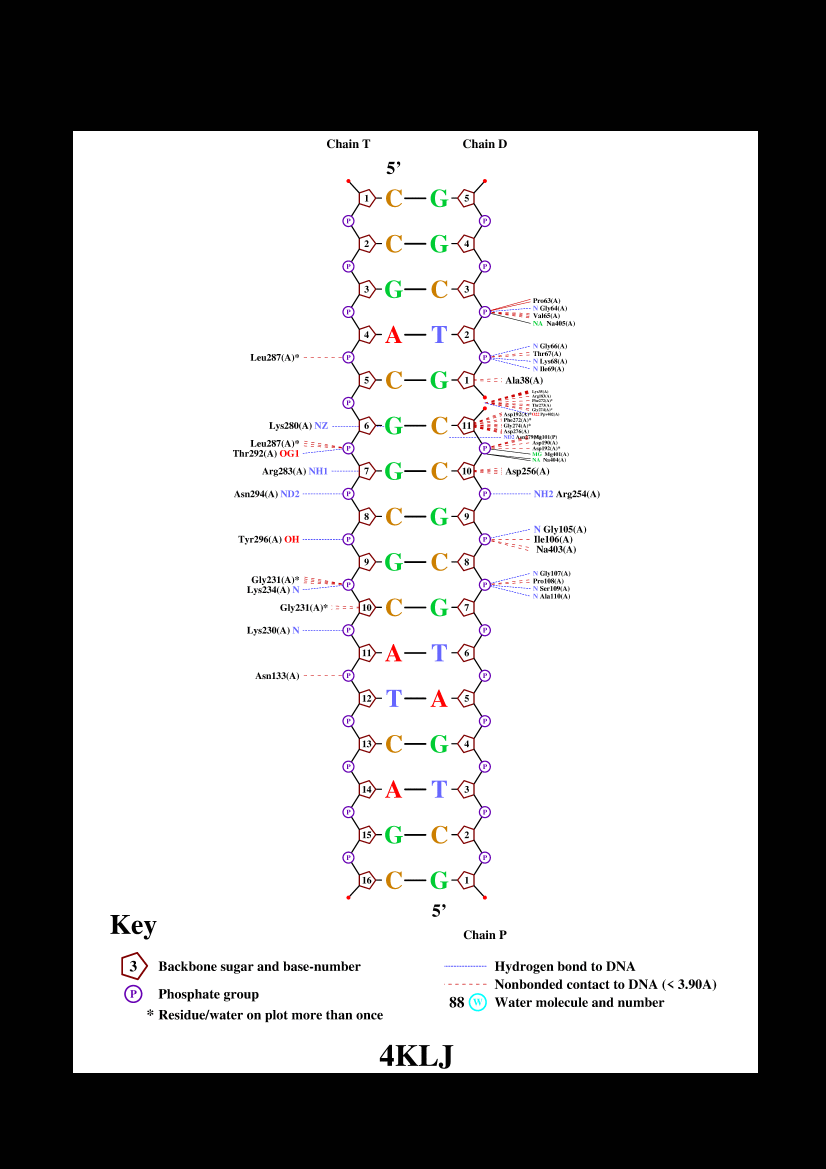 Chain T Chain D
5’
1 C G 5
P P
2 C G 4
P P
3 G C 3
Pro63(A)
N Gly64(A)
P P
Val65(A)
NA Na405(A)
4 A T 2
N Gly66(A)
Thr67(A)
Leu287(A)* P P
N Lys68(A)
N Ile69(A)
5 C G 1 Ala38(A)
P
Gly274(A)*
Asp192(A)*
Phe272(A)*
Lys280(A) NZ 6 G C 11 Gly274(A)*
Asp276(A)
Leu287(A)*
Asp190(A)
P P
Asp192(A)*
Thr292(A) OG1
MG Mg401(A)
NA Na404(A)
Arg283(A) NH1 7 G C 10 Asp256(A)
Asn294(A) ND2 P P NH2 Arg254(A)
8 C G 9
N Gly105(A)
Tyr296(A) OH P P Ile106(A)
Na403(A)
9 G C 8
N Gly107(A)
Gly231(A)* Pro108(A)
P P
Lys234(A) N N Ser109(A)
N Ala110(A)
Gly231(A)* 10 C G 7
Lys230(A) N P P
11 A T 6
Asn133(A) P P
12 T A 5
P P
13 C G 4
P P
14 A T 3
P P
15 G C 2
P P
16 C G 1
5’
Chain P
Key
3 Backbone sugar and base-number
P Phosphate group
* Residue/water on plot more than once
Hydrogen bond to DNA
Nonbonded contact to DNA (< 3.90A)
88 W Water molecule and number
4KLJ